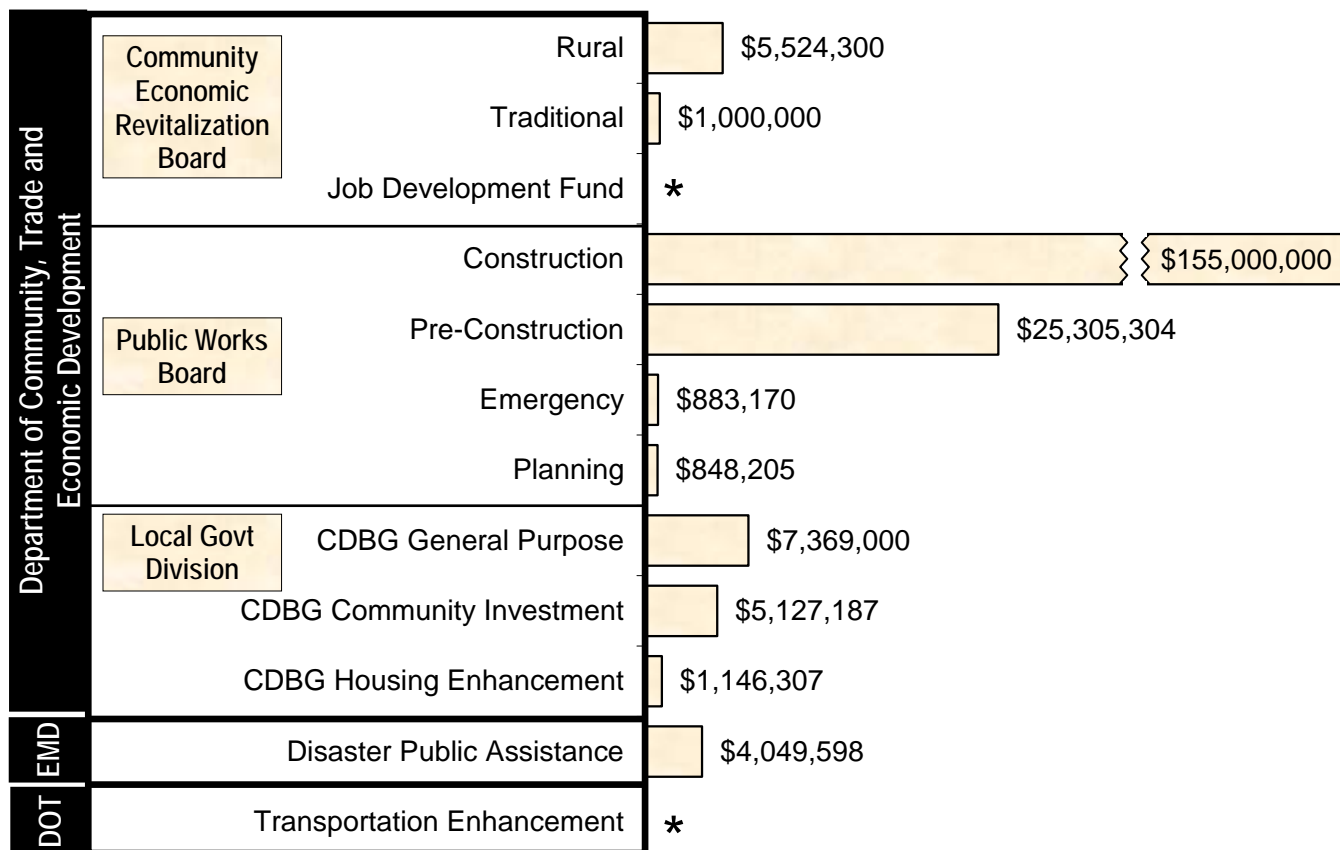 Department of Community, Trade and
Economic Development
Community
Economic
Revitalization
Board
Rural $5,524,300
Traditional $1,000,000
Job Development Fund *
Public Works
Board
Construction $155,000,000
Pre-Construction $25,305,304
Emergency $883,170
Planning $848,205
Local Govt
Division
CDBG General Purpose $7,369,000
CDBG Community Investment $5,127,187
CDBG Housing Enhancement $1,146,307
EMD
Disaster Public Assistance $4,049,598
DOT
Transportation Enhancement *